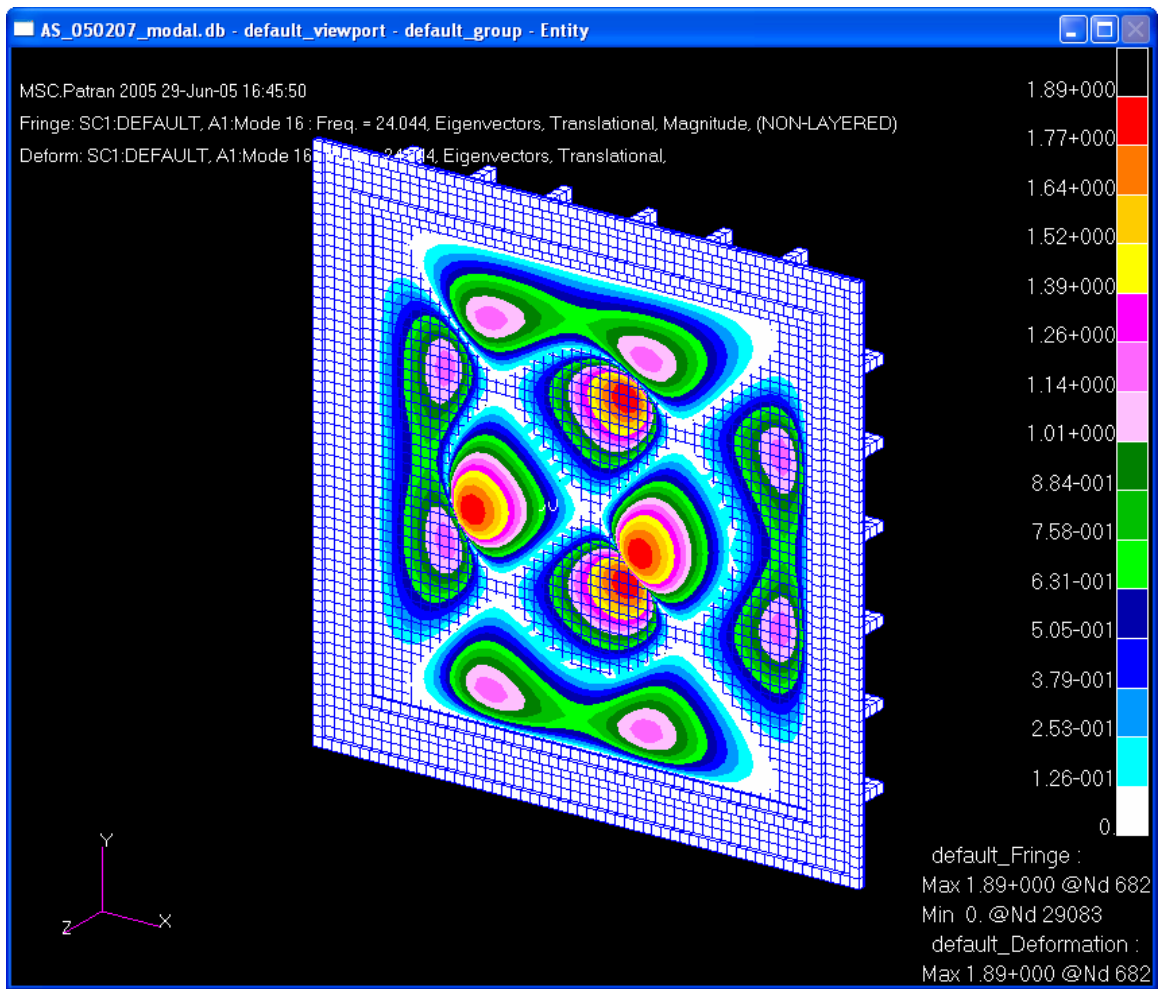 AS_050207_modal.db - default_viewport - default_group - Entity
MSC.Patran 2005 29-Jun-05 16:45:50
Fringe: SC1:DEFAULT, A1:Mode 16 : Freq. = 24.044, Eigenvectors, Translational, Magnitude, (NON-LAYERED)
Deform: SC1:DEFAULT, A1:Mode 16 Eigenvectors, Translational,
1.89+000
1.77+000
1.64+000
1.52+000
1.39+000
1.26+000
1.14+000
1.01+000
8.84-001
7.58-001
6.31-001
5.05-001
3.79-001
2.53-001
1.26-001
0.
Y
Z
X
default_Fringe :
Max 1.89+000 @Nd 682
Min 0. @Nd 29083
default_Deformation :
Max 1.89+000 @Nd 682